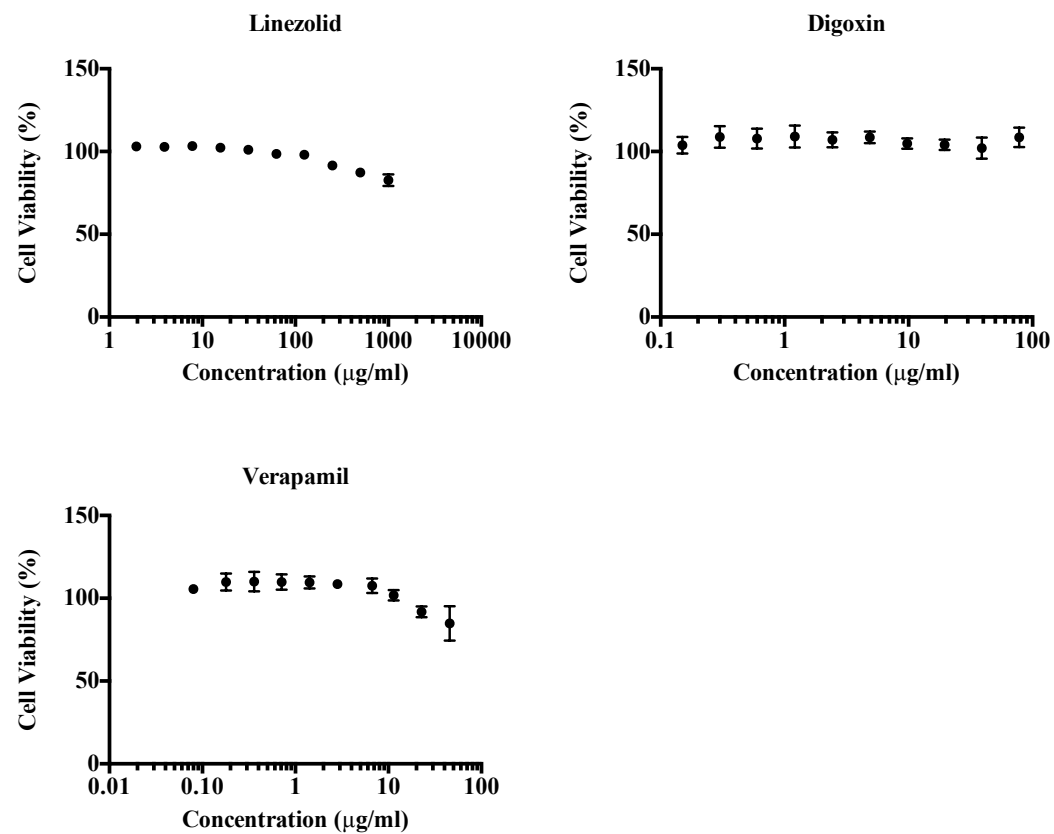 Linezolid
Cell Viability (%)
150
100
50
0
1 10 100 1000 10000
Concentration (μg/ml)
Digoxin
Cell Viability (%)
150
100
50
0
0.1 1 10 100
Concentration (μg/ml)
Verapamil
Cell Viability (%)
150
100
50
0
0.01 0.10 1 10 100
Concentration (μg/ml)